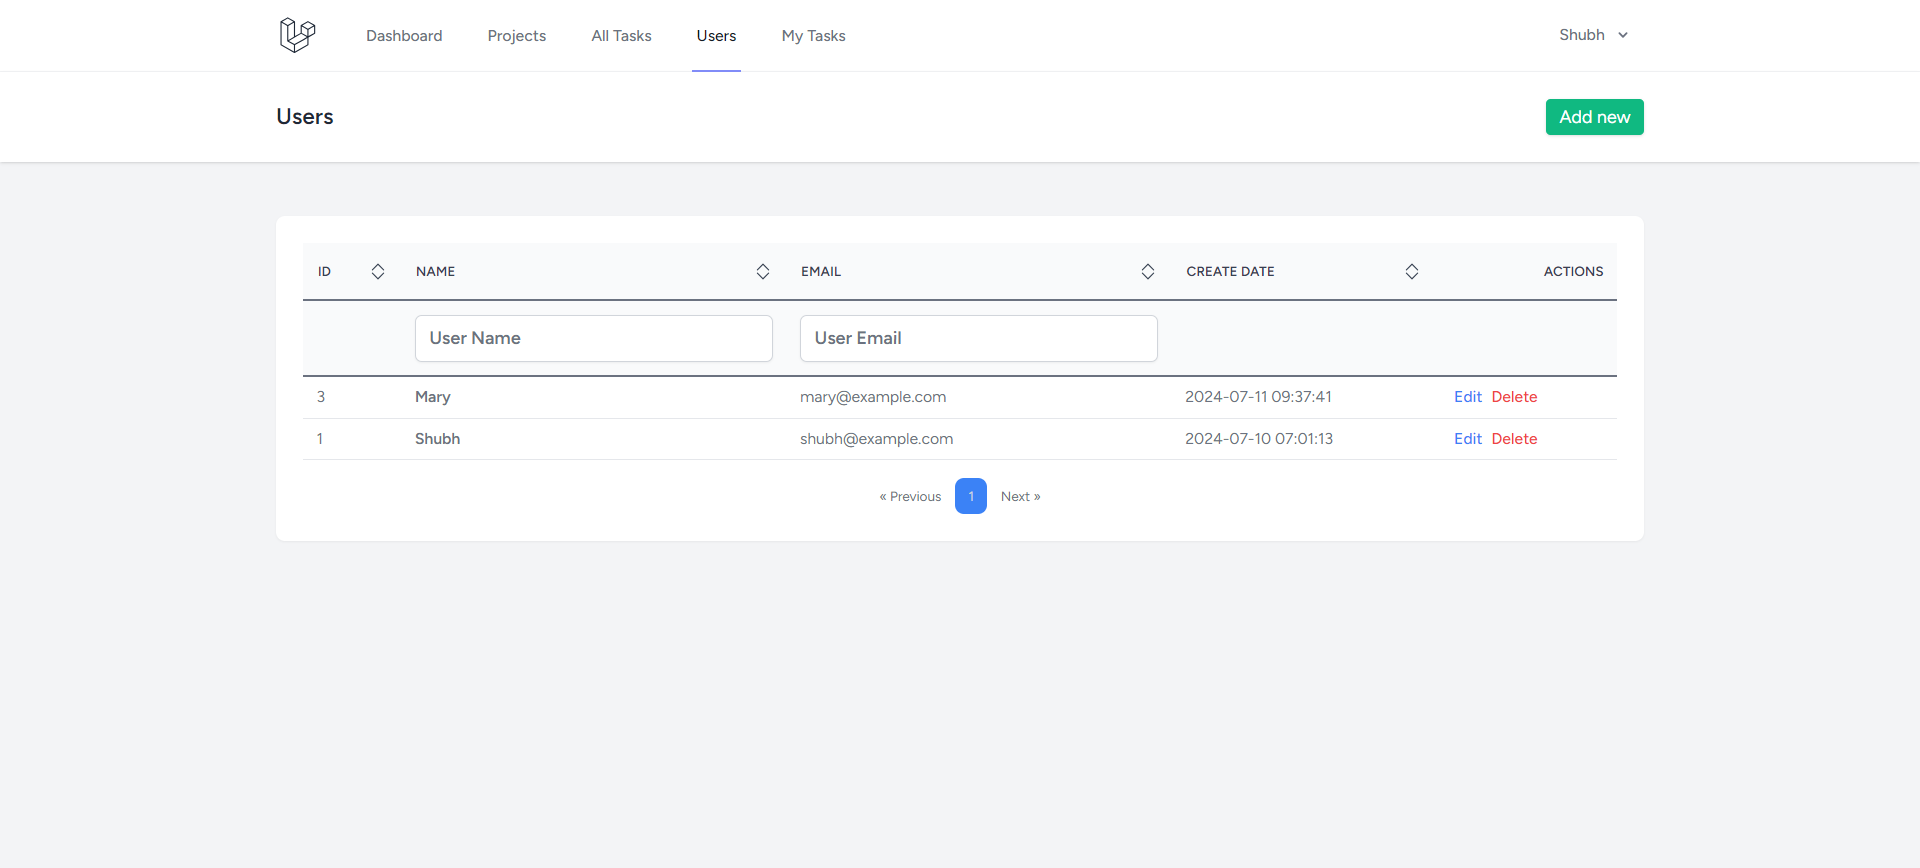 Dashboard Projects All Tasks Users My Tasks Shubh
Users Add new
ID NAME EMAIL CREATE DATE ACTIONS
User Name User Email
3 Mary mary@example.com 2024-07-11 09:37:41 Edit Delete
1 Shubh shubh@example.com 2024-07-10 07:01:13 Edit Delete
« Previous 1 Next »